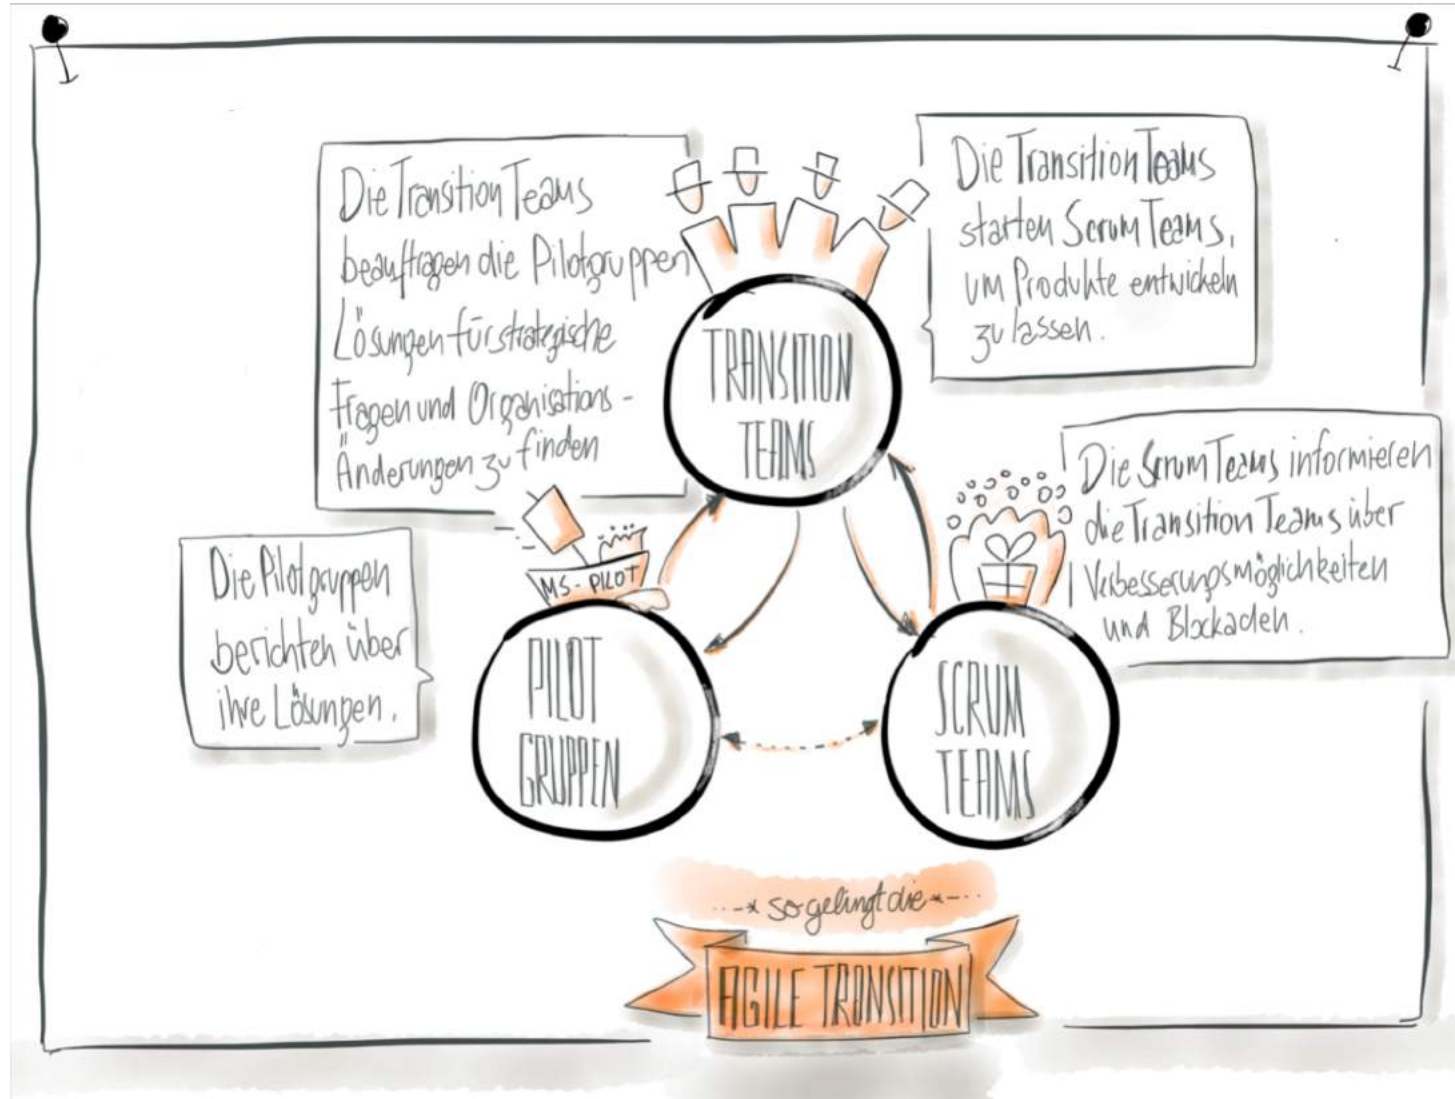 Die Transition Teams
beauftragen die Pilotgruppen
Lösungen für strategische
Fragen und Organisations-
Änderungen zu finden
Die Transition Teams
starten Scrum Teams,
um Produkte entwickeln
zu lassen.
TRANSITION
TEAMS
Die Scrum Teams informieren
die Transition Teams über
Verbesserungsmöglichkeiten
und Blockaden.
Die Pilotgruppen
berichten über
ihre Lösungen.
MS-PILOT
PILOT
GRUPPEN
SCRUM
TEAMS
so gelingt die
AGILE TRANSITION